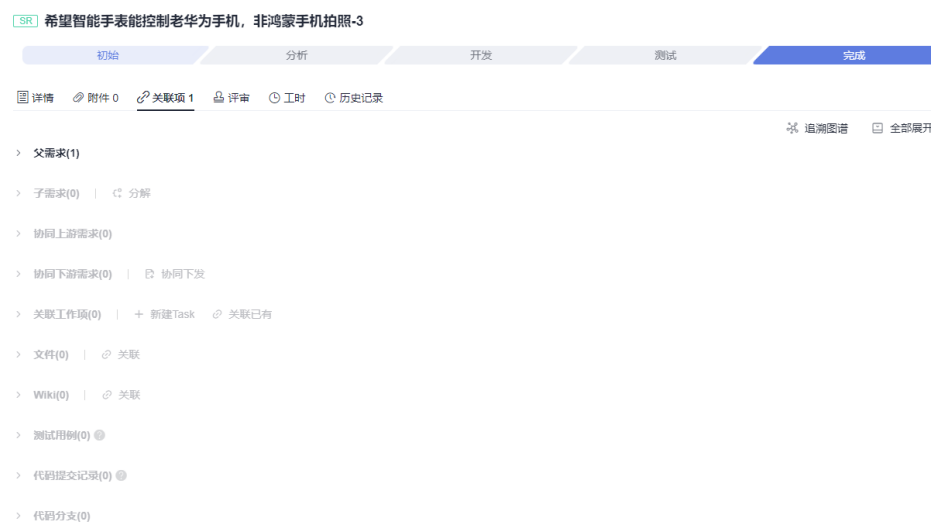 SR 希望智能手表能控制老华为手机，非鸿蒙手机拍照-3
初始 分析 开发 测试 完成
详情 附件 0 关联项 1 评审 工时 历史记录
追溯图谱 全部展开
父需求(1)
子需求(0) 分解
协同上游需求(0)
协同下游需求(0) 协同下发
关联工作项(0) + 新建Task 关联已有
文件(0) 关联
Wiki(0) 关联
测试用例(0) ?
代码提交记录(0) ?
代码分支(0)